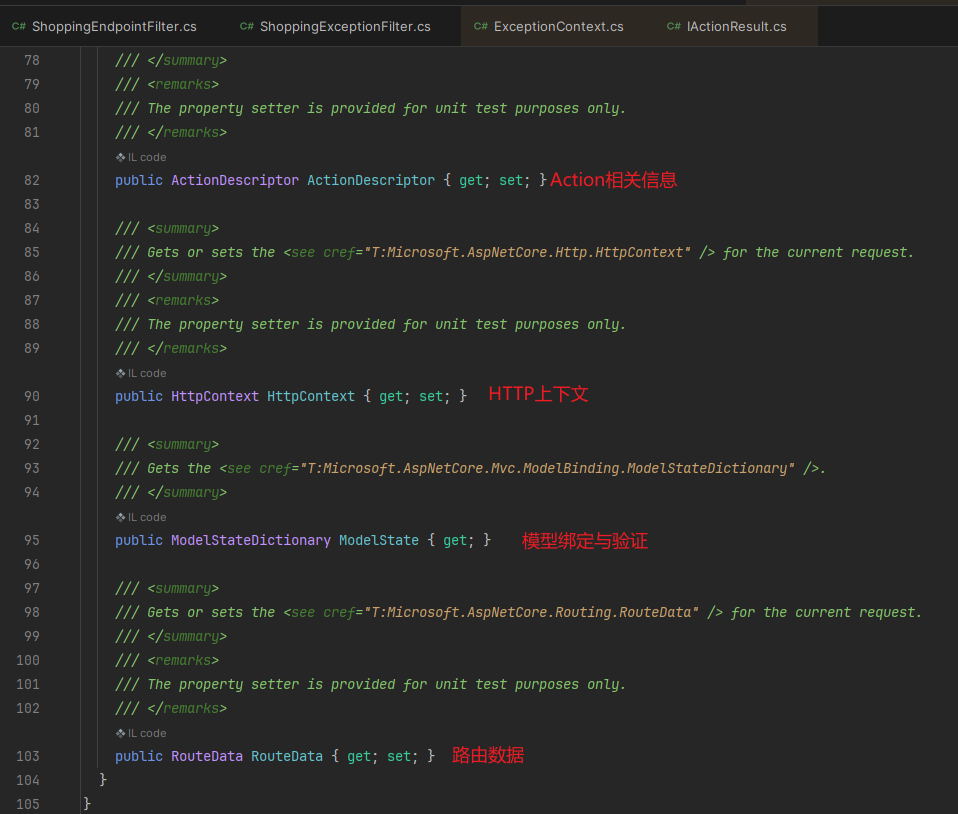 C# ShoppingEndpointFilter.cs C# ShoppingExceptionFilter.cs C# ExceptionContext.cs C# IActionResult.cs
78 /// </summary>
79 /// <remarks>
80 /// The property setter is provided for unit test purposes only.
81 /// </remarks>
IL code
82 public ActionDescriptor ActionDescriptor { get; set; } Action相关信息
83
84 /// <summary>
85 /// Gets or sets the <see cref="T:Microsoft.AspNetCore.Http.HttpContext" /> for the current request.
86 /// </summary>
87 /// <remarks>
88 /// The property setter is provided for unit test purposes only.
89 /// </remarks>
IL code
90 public HttpContext HttpContext { get; set; } HTTP上下文
91
92 /// <summary>
93 /// Gets the <see cref="T:Microsoft.AspNetCore.Mvc.ModelBinding.ModelStateDictionary" />.
94 /// </summary>
IL code
95 public ModelStateDictionary ModelState { get; } 模型绑定与验证
96
97 /// <summary>
98 /// Gets or sets the <see cref="T:Microsoft.AspNetCore.Routing.RouteData" /> for the current request.
99 /// </summary>
100 /// <remarks>
101 /// The property setter is provided for unit test purposes only.
102 /// </remarks>
IL code
103 public RouteData RouteData { get; set; } 路由数据
104 }
105 }